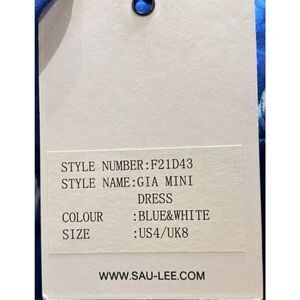 STYLE NUMBER:F21D43
STYLE NAME:GIA MINI
DRESS
COLOUR :BLUE&WHITE
SIZE :US4/UK8
WWW.SAU-LEE.COM